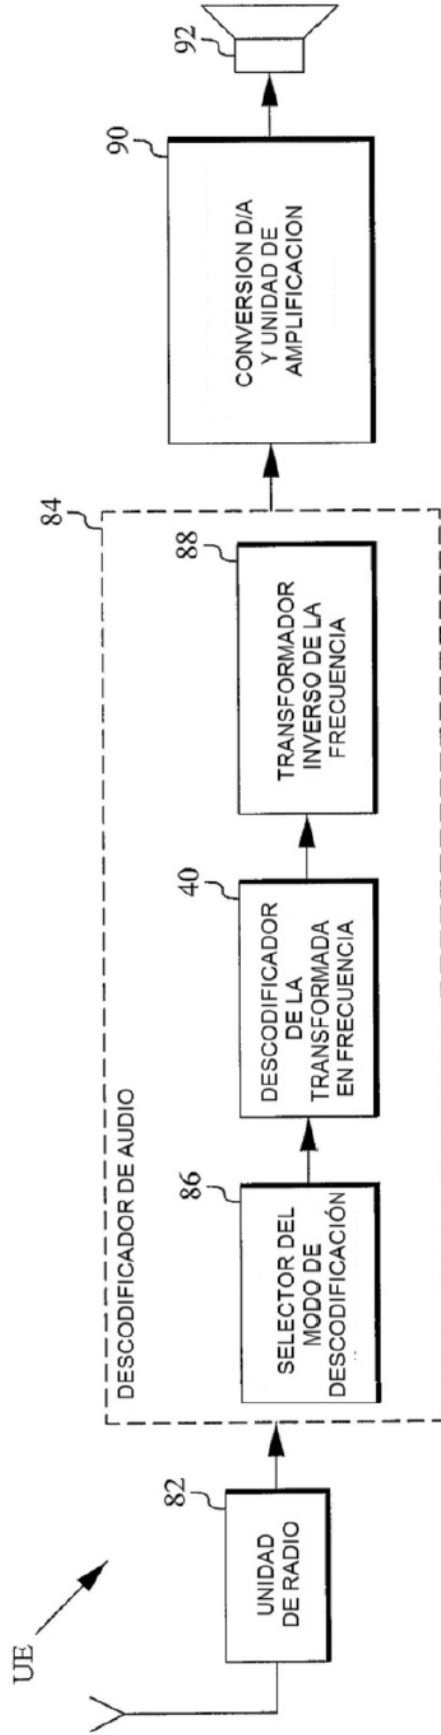 UE
82
UNIDAD
DE RADIO
84
DESCODIFICADOR DE AUDIO
86
SELECTOR DEL
MODO DE
DESCODIFICACIÓN
40
DESCODIFICADOR
DE LA
TRANSFORMADA
EN FRECUENCIA
88
TRANSFORMADOR
INVERSO DE LA
FRECUENCIA
90
CONVERSION D/A
Y UNIDAD DE
AMPLIFICACION
92